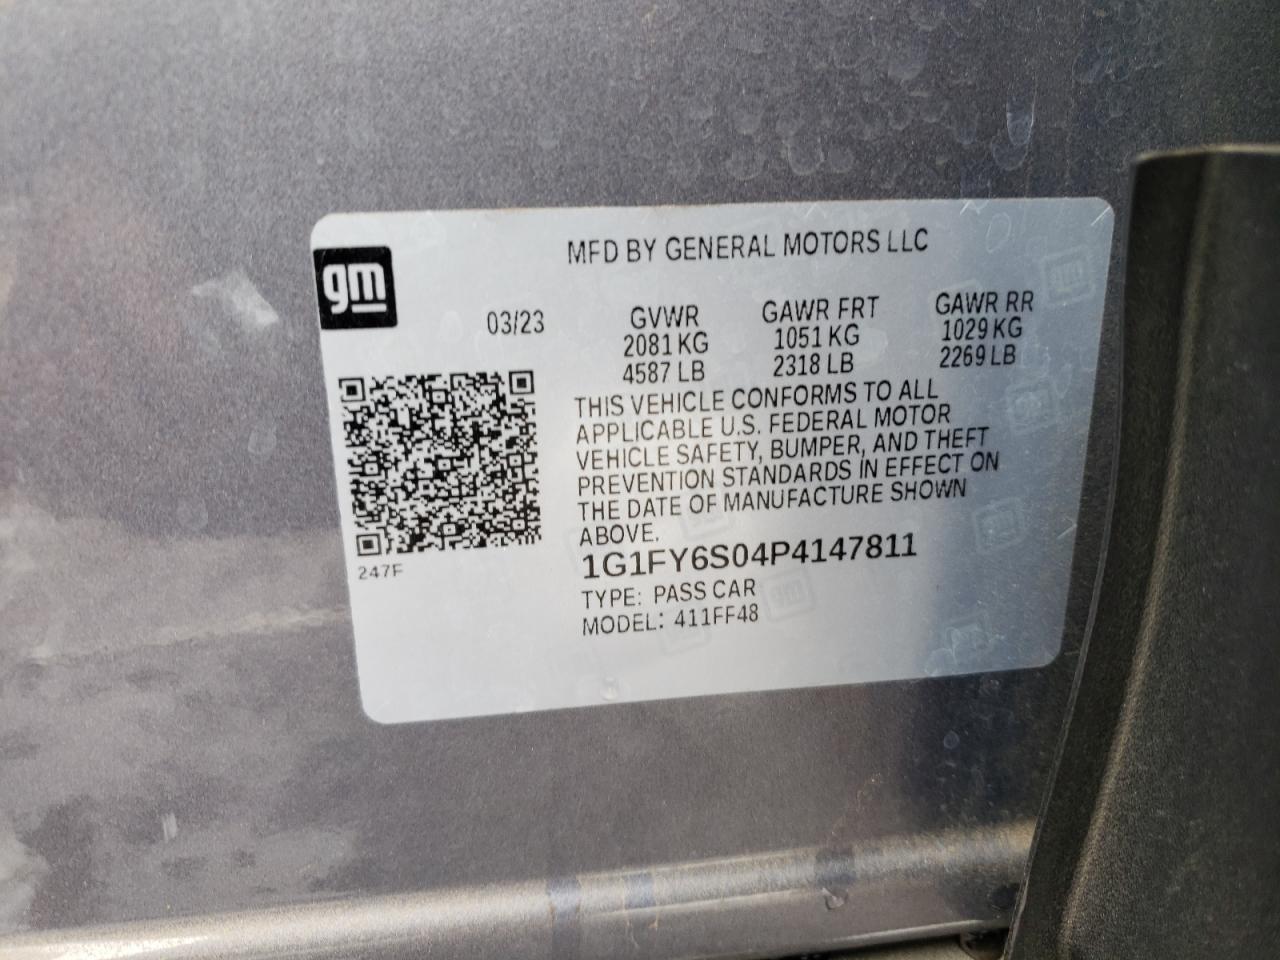 MFD BY GENERAL MOTORS LLC
gm
03/23
GVWR
2081 KG
4587 LB
GAWR FRT
1051 KG
2318 LB
GAWR RR
1029 KG
2269 LB
THIS VEHICLE CONFORMS TO ALL
APPLICABLE U.S. FEDERAL MOTOR
VEHICLE SAFETY, BUMPER, AND THEFT
PREVENTION STANDARDS IN EFFECT ON
THE DATE OF MANUFACTURE SHOWN
ABOVE.
1G1FY6S04P4147811
TYPE: PASS CAR
MODEL: 411FF48
247F